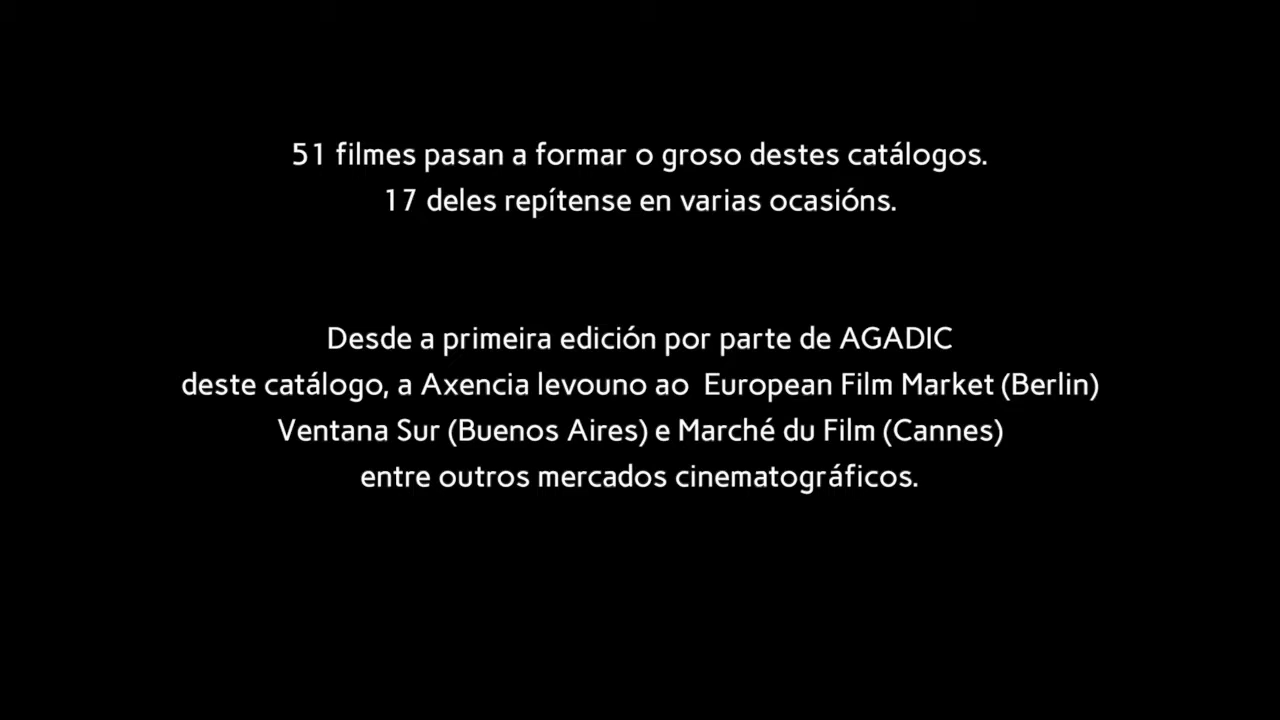 51 filmes pasan a formar o groso destes catálogos.
17 deles repítense en varias ocasións.
Desde a primeira edición por parte de AGADIC
deste catálogo, a Axencia levouno ao  European Film Market (Berlin)
Ventana Sur (Buenos Aires) e Marché du Film (Cannes)
entre outros mercados cinematográficos.